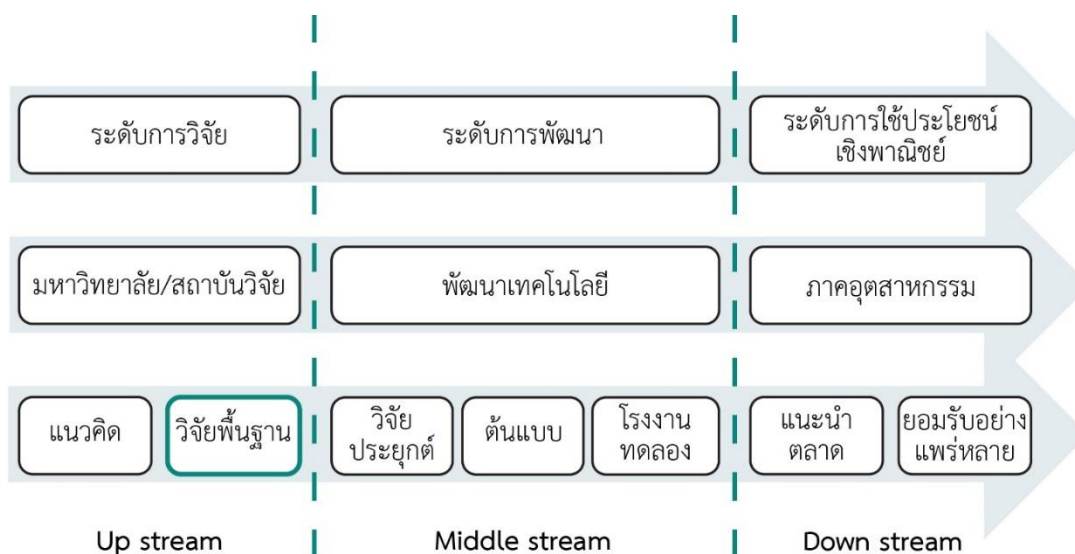 ระดับการวิจัย
ระดับการพัฒนา
ระดับการใช้ประโยชน์
เชิงพาณิชย์
มหาวิทยาลัย/สถาบันวิจัย
พัฒนาเทคโนโลยี
ภาคอุตสาหกรรม
แนวคิด
วิจัยพื้นฐาน
วิจัย
ประยุกต์
ต้นแบบ
โรงงาน
ทดลอง
แนะนำ
ตลาด
ยอมรับอย่าง
แพร่หลาย
Up stream
Middle stream
Down stream